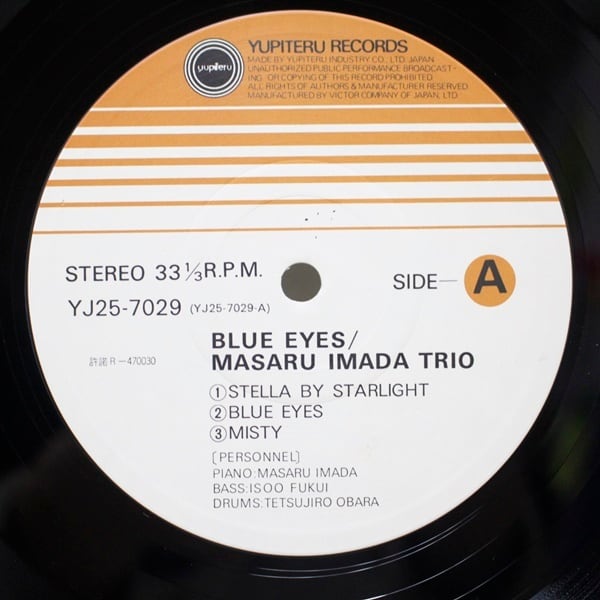 yupiteru
YUPITERU RECORDS
MADE BY YUPITERU INDUSTRY CO., LTD. JAPAN
UNAUTHORIZED PUBLIC PERFORMANCE BROADCAST-
ING OR COPYING OF THIS RECORD PROHIBITED
ALL RIGHTS OF AUTHORS & MANUFACTURER RESERVED
MANUFACTURED BY VICTOR COMPANY OF JAPAN, LTD
STEREO 33 1/3 R.P.M.
SIDE— A
YJ25-7029 (YJ25-7029-A)
BLUE EYES/
許諾 R-470030
MASARU IMADA TRIO
①STELLA BY STARLIGHT
②BLUE EYES
③MISTY
〔PERSONNEL〕
PIANO:MASARU IMADA
BASS:ISOO FUKUI
DRUMS:TETSUJIRO OBARA